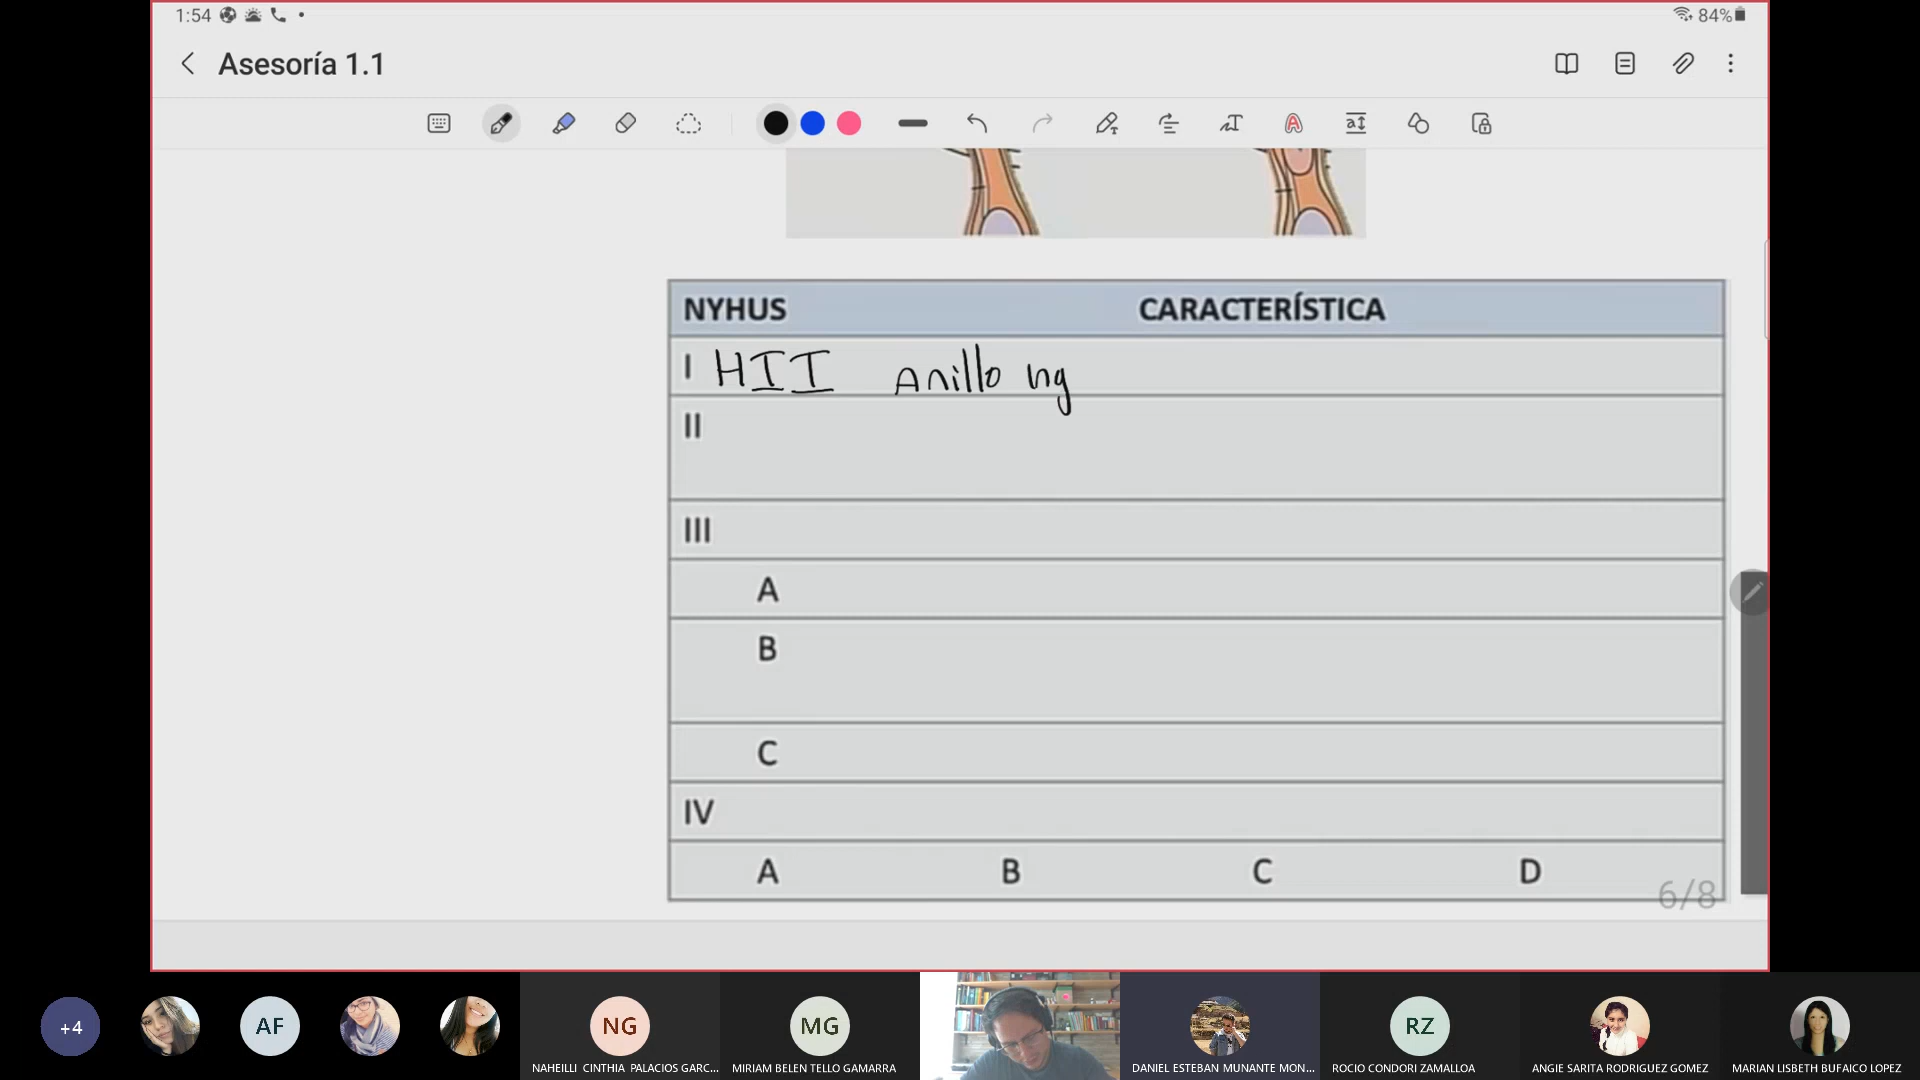 1:54
84%
Asesoría 1.1
NYHUS CARACTERÍSTICA
I HII Anillo ing
II
III
A
B
C
IV
A B C D
6/8
+4
AF
NG
MG
RZ
NAHEILLI CINTHIA PALACIOS GARC...
MIRIAM BELEN TELLO GAMARRA
DANIEL ESTEBAN MUNANTE MON...
ROCIO CONDORI ZAMALLOA
ANGIE SARITA RODRIGUEZ GOMEZ
MARIAN LISBETH BUFAICO LOPEZ